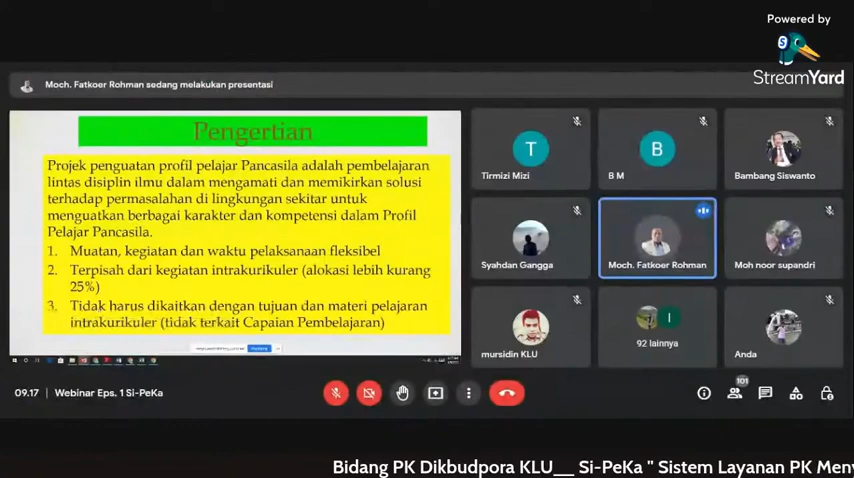 Powered by
StreamYard
Moch. Fatkoer Rohman sedang melakukan presentasi
Pengertian
Projek penguatan profil pelajar Pancasila adalah pembelajaran
lintas disiplin ilmu dalam mengamati dan memikirkan solusi
terhadap permasalahan di lingkungan sekitar untuk
menguatkan berbagai karakter dan kompetensi dalam Profil
Pelajar Pancasila.
1. Muatan, kegiatan dan waktu pelaksanaan fleksibel
2. Terpisah dari kegiatan intrakurikuler (alokasi lebih kurang
25%)
3. Tidak harus dikaitkan dengan tujuan dan materi pelajaran
intrakurikuler (tidak terkait Capaian Pembelajaran)
T
Tirmizi Mizi
B
B M
Bambang Siswanto
Syahdan Gangga
Moch. Fatkoer Rohman
Moh noor supandri
mursidin KLU
I
92 lainnya
Anda
09.17 Webinar Eps. 1 Si-PeKa
101
Bidang PK Dikbudpora KLU__ Si-PeKa " Sistem Layanan PK Meny